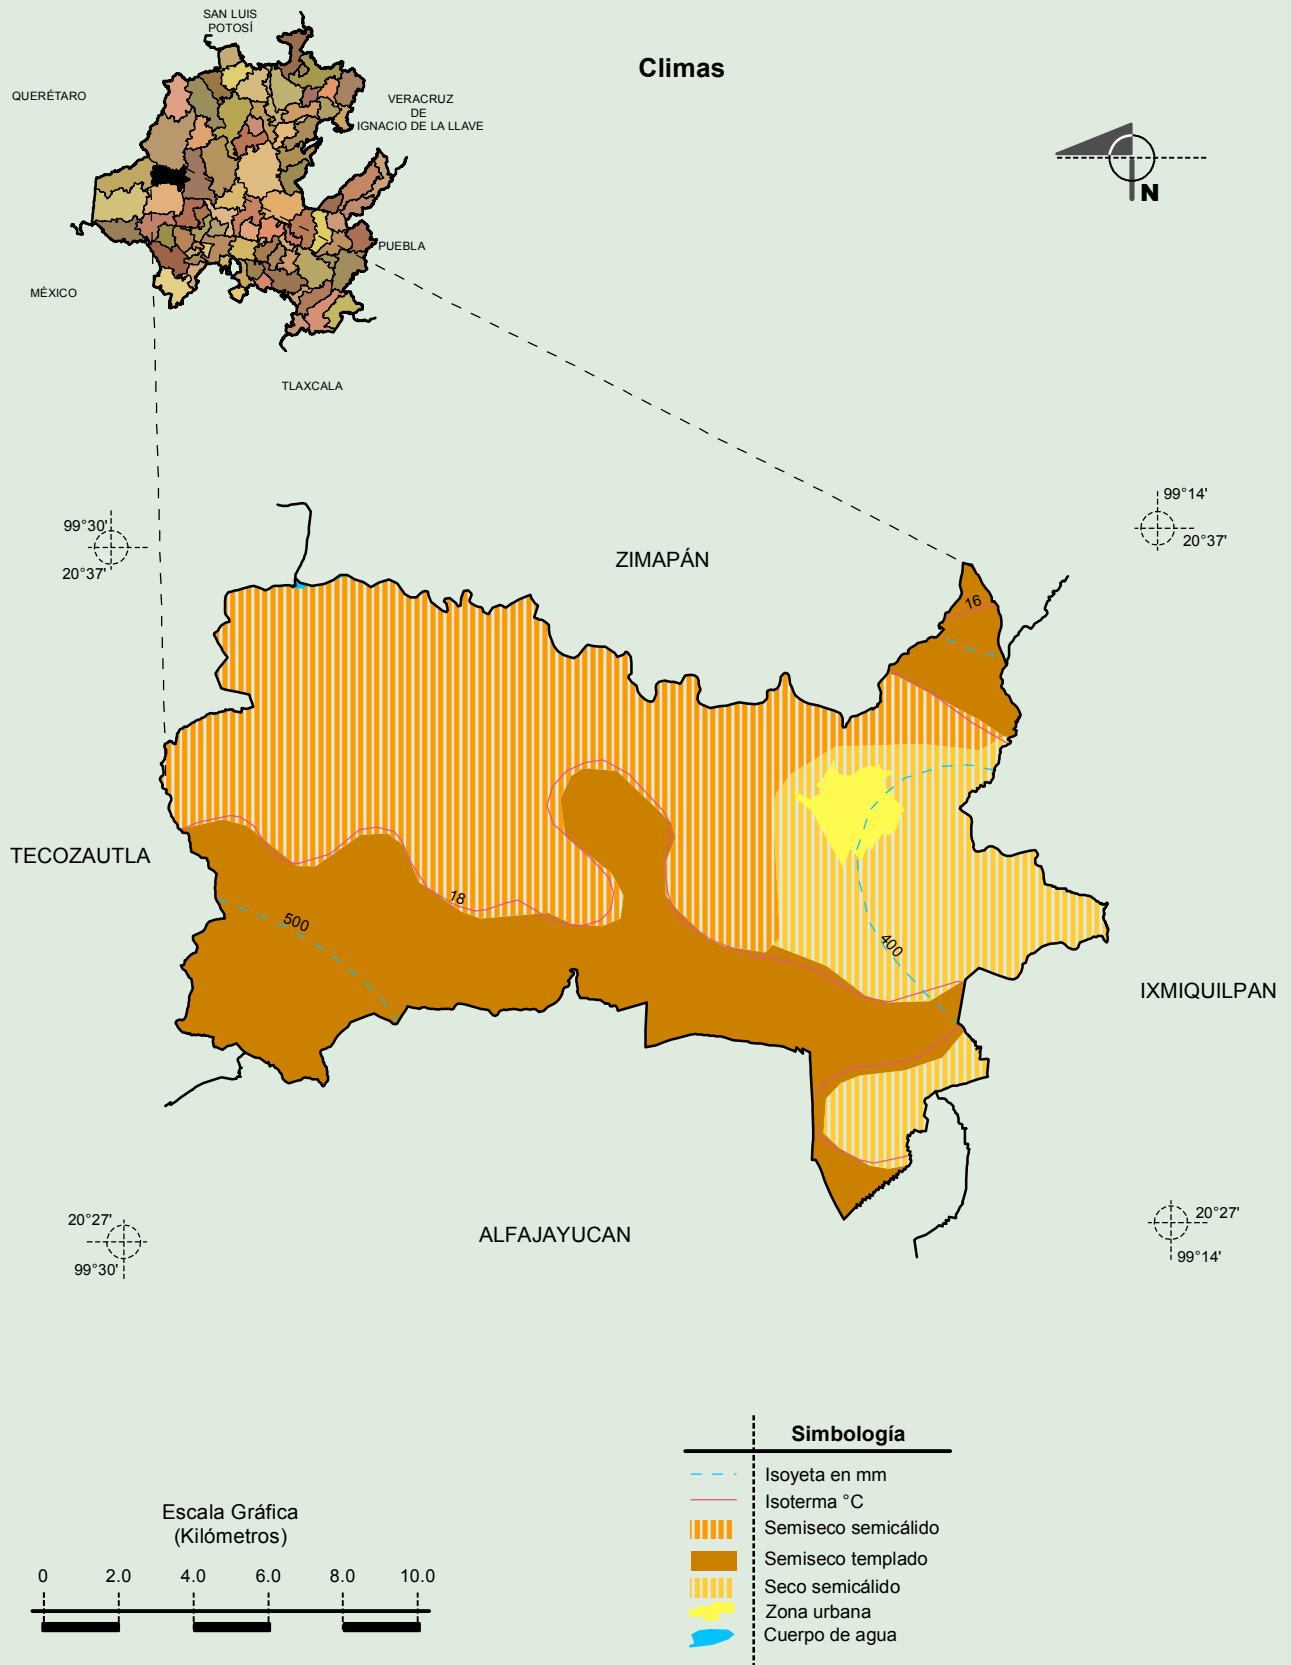 SAN LUIS
POTOSÍ
Climas
QUERÉTARO
VERACRUZ
DE
IGNACIO DE LA LLAVE
N
PUEBLA
MÉXICO
TLAXCALA
99°14'
20°37'
99°30'
20°37'
ZIMAPÁN
16
TECOZAUTLA
18
500
400
IXMIQUILPAN
20°27'
99°30'
ALFAJAYUCAN
20°27'
99°14'
Simbología
Isoyeta en mm
Isoterma °C
Semiseco semicálido
Semiseco templado
Seco semicálido
Zona urbana
Cuerpo de agua
Escala Gráfica
(Kilómetros)
0 2.0 4.0 6.0 8.0 10.0